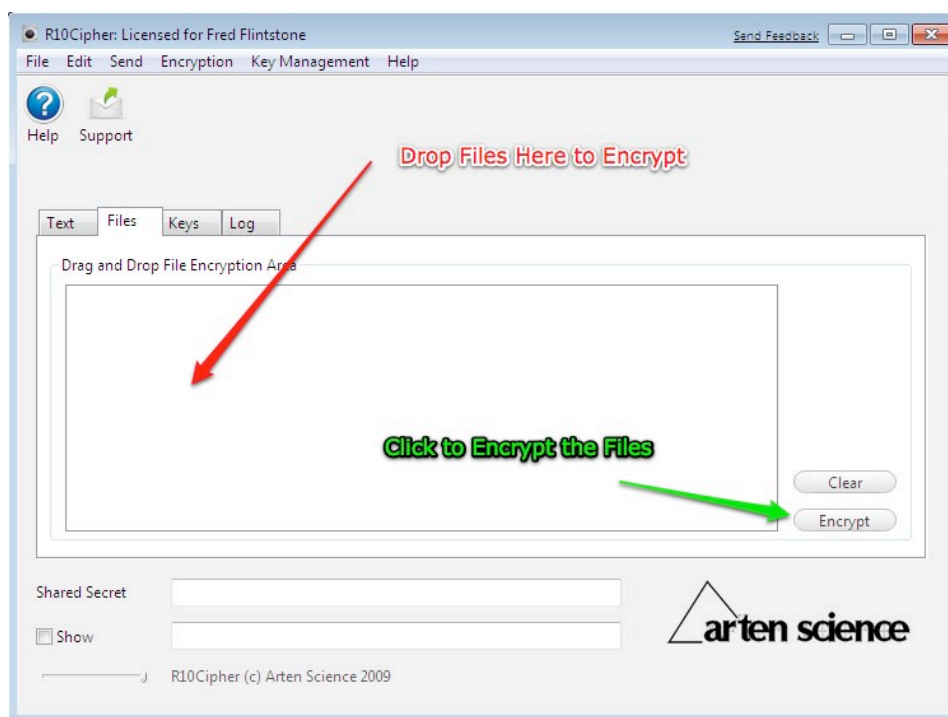 R10Cipher: Licensed for Fred Flintstone
Send Feedback
File Edit Send Encryption Key Management Help
Help Support
Drop Files Here to Encrypt
Text Files Keys Log
Drag and Drop File Encryption Area
Click to Encrypt the Files
Clear
Encrypt
Shared Secret
Show
arten science
R10Cipher (c) Arten Science 2009